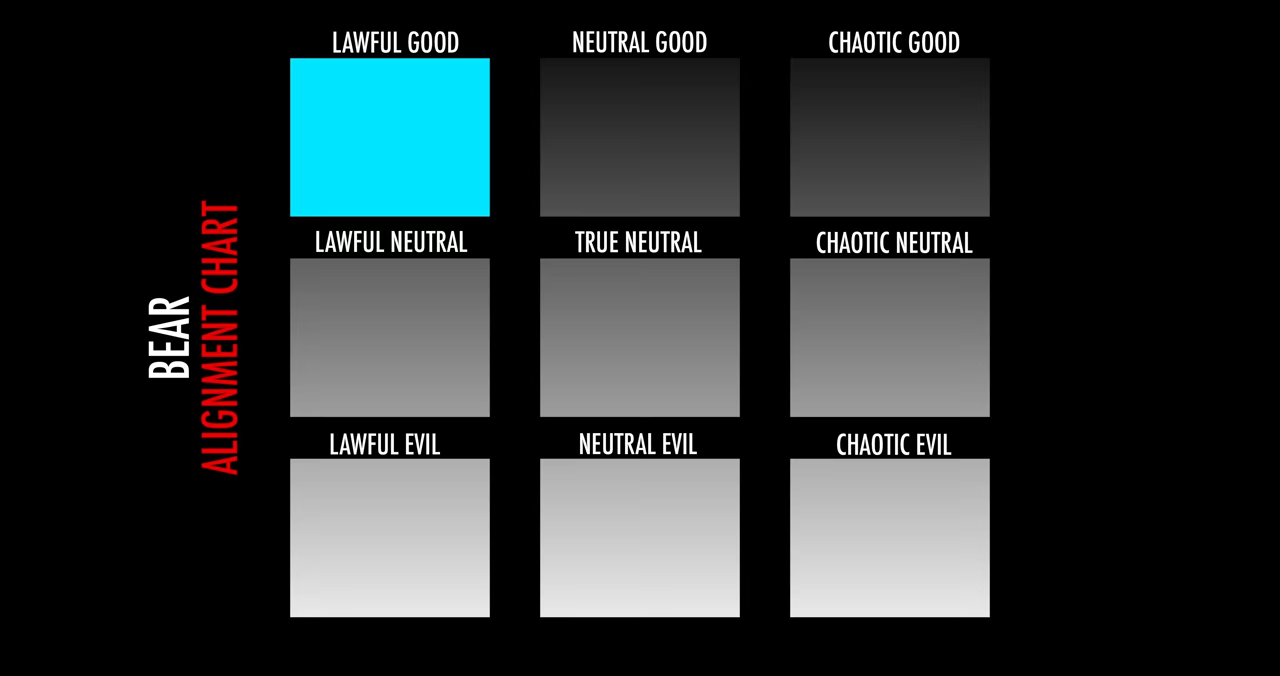 LAWFUL GOOD
NEUTRAL GOOD
CHAOTIC GOOD
BEAR
ALIGNMENT CHART
LAWFUL NEUTRAL
TRUE NEUTRAL
CHAOTIC NEUTRAL
LAWFUL EVIL
NEUTRAL EVIL
CHAOTIC EVIL